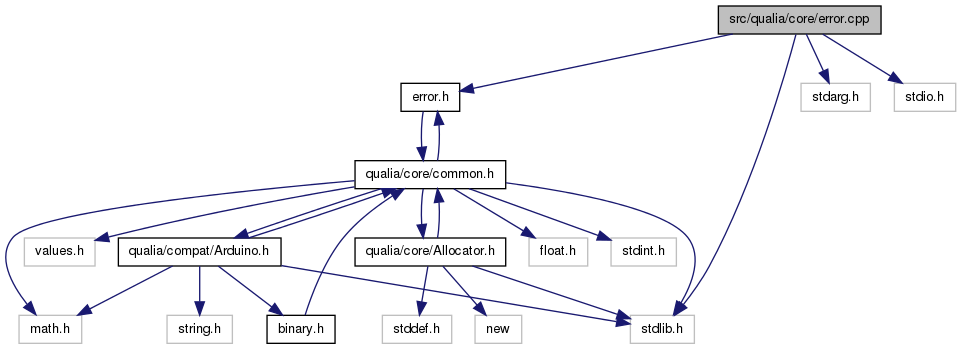 src/qualia/core/error.cpp
error.h
stdarg.h
stdio.h
qualia/core/common.h
values.h
qualia/compat/Arduino.h
qualia/core/Allocator.h
float.h
stdint.h
math.h
string.h
binary.h
stddef.h
new
stdlib.h